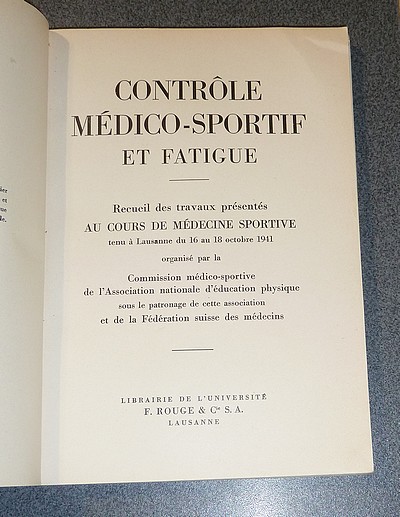 CONTRÔLE
MÉDICO-SPORTIF
ET FATIGUE
Recueil des travaux présentés
AU COURS DE MÉDECINE SPORTIVE
tenu à Lausanne du 16 au 18 octobre 1941
organisé par la
Commission médico-sportive
de l'Association nationale d'éducation physique
sous le patronage de cette association
et de la Fédération suisse des médecins
LIBRAIRIE DE L'UNIVERSITÉ
F. ROUGE & Cie S. A.
LAUSANNE
et